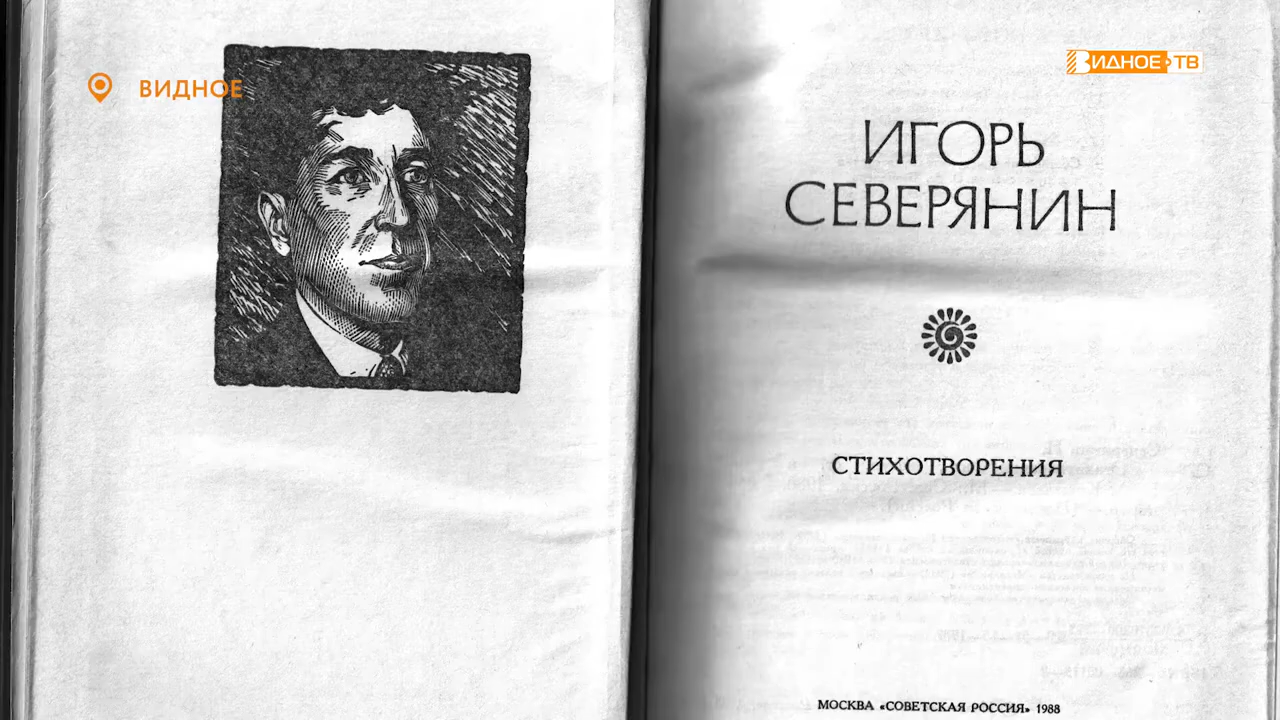 ВИДНОЕ
ВИДНОЕ ТВ
ИГОРЬ
СЕВЕРЯНИН
СТИХОТВОРЕНИЯ
МОСКВА «СОВЕТСКАЯ РОССИЯ» 1988